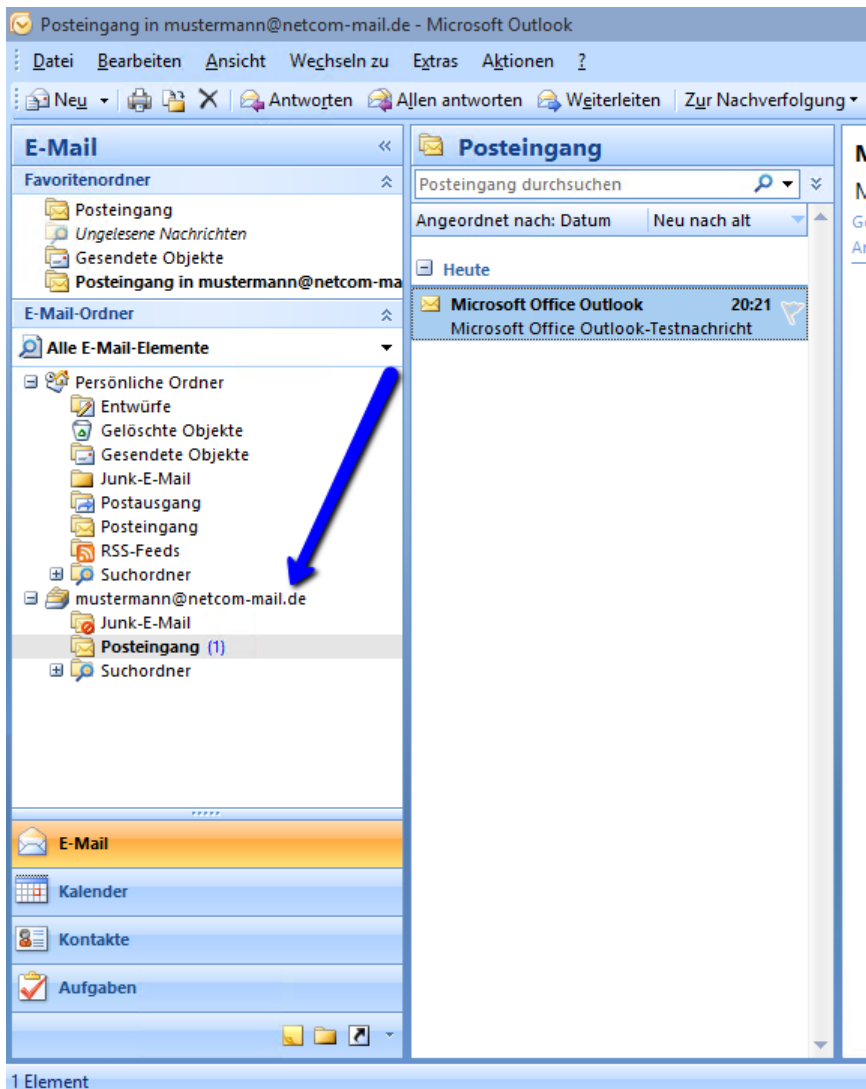 Posteingang in mustermann@netcom-mail.de - Microsoft Outlook
Datei Bearbeiten Ansicht Wechseln zu Extras Aktionen ?
Neu Antworten Allen antworten Weiterleiten Zur Nachverfolgung
E-Mail
Favoritenordner
Posteingang
Ungelesene Nachrichten
Gesendete Objekte
Posteingang in mustermann@netcom-ma
E-Mail-Ordner
Alle E-Mail-Elemente
Persönliche Ordner
Entwürfe
Gelöschte Objekte
Gesendete Objekte
Junk-E-Mail
Postausgang
Posteingang
RSS-Feeds
Suchordner
mustermann@netcom-mail.de
Junk-E-Mail
Posteingang (1)
Suchordner
E-Mail
Kalender
Kontakte
Aufgaben
Posteingang
Posteingang durchsuchen
Angeordnet nach: Datum Neu nach alt
Heute
Microsoft Office Outlook 20:21
Microsoft Office Outlook-Testnachricht
1 Element